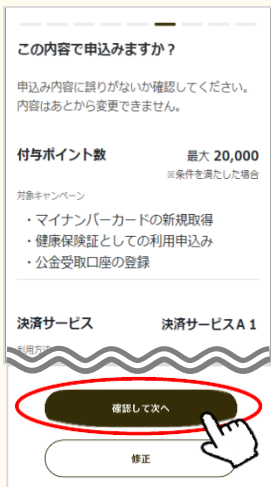 この内容で申込みますか？
申込み内容に誤りがないか確認してください。
内容はあとから変更できません。
付与ポイント数 最大 20,000
※条件を満たした場合
対象キャンペーン
・マイナンバーカードの新規取得
・健康保険証としての利用申込み
・公金受取口座の登録
決済サービス 決済サービスA 1
利用方法
確認して次へ
修正